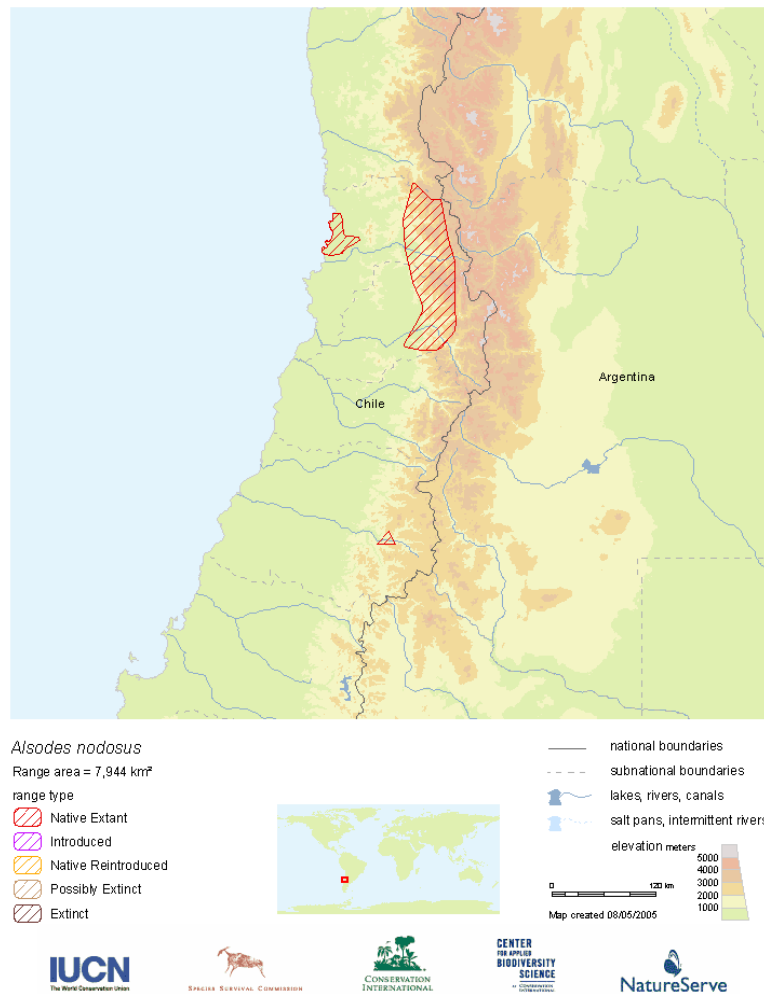 Argentina
Chile
Alsodes nodosus
Range area = 7,944 km²
range type
Native Extant
Introduced
Native Reintroduced
Possibly Extinct
Extinct
national boundaries
subnational boundaries
lakes, rivers, canals
salt pans, intermittent rivers
elevation meters
5000
4000
3000
2000
1000
0 120 km
Map created 08/05/2005
IUCN
The World Conservation Union
SPECIES SURVIVAL COMMISSION
CONSERVATION
INTERNATIONAL
CENTER
FOR APPLIED
BIODIVERSITY
SCIENCE
AT CONSERVATION
INTERNATIONAL
NatureServe